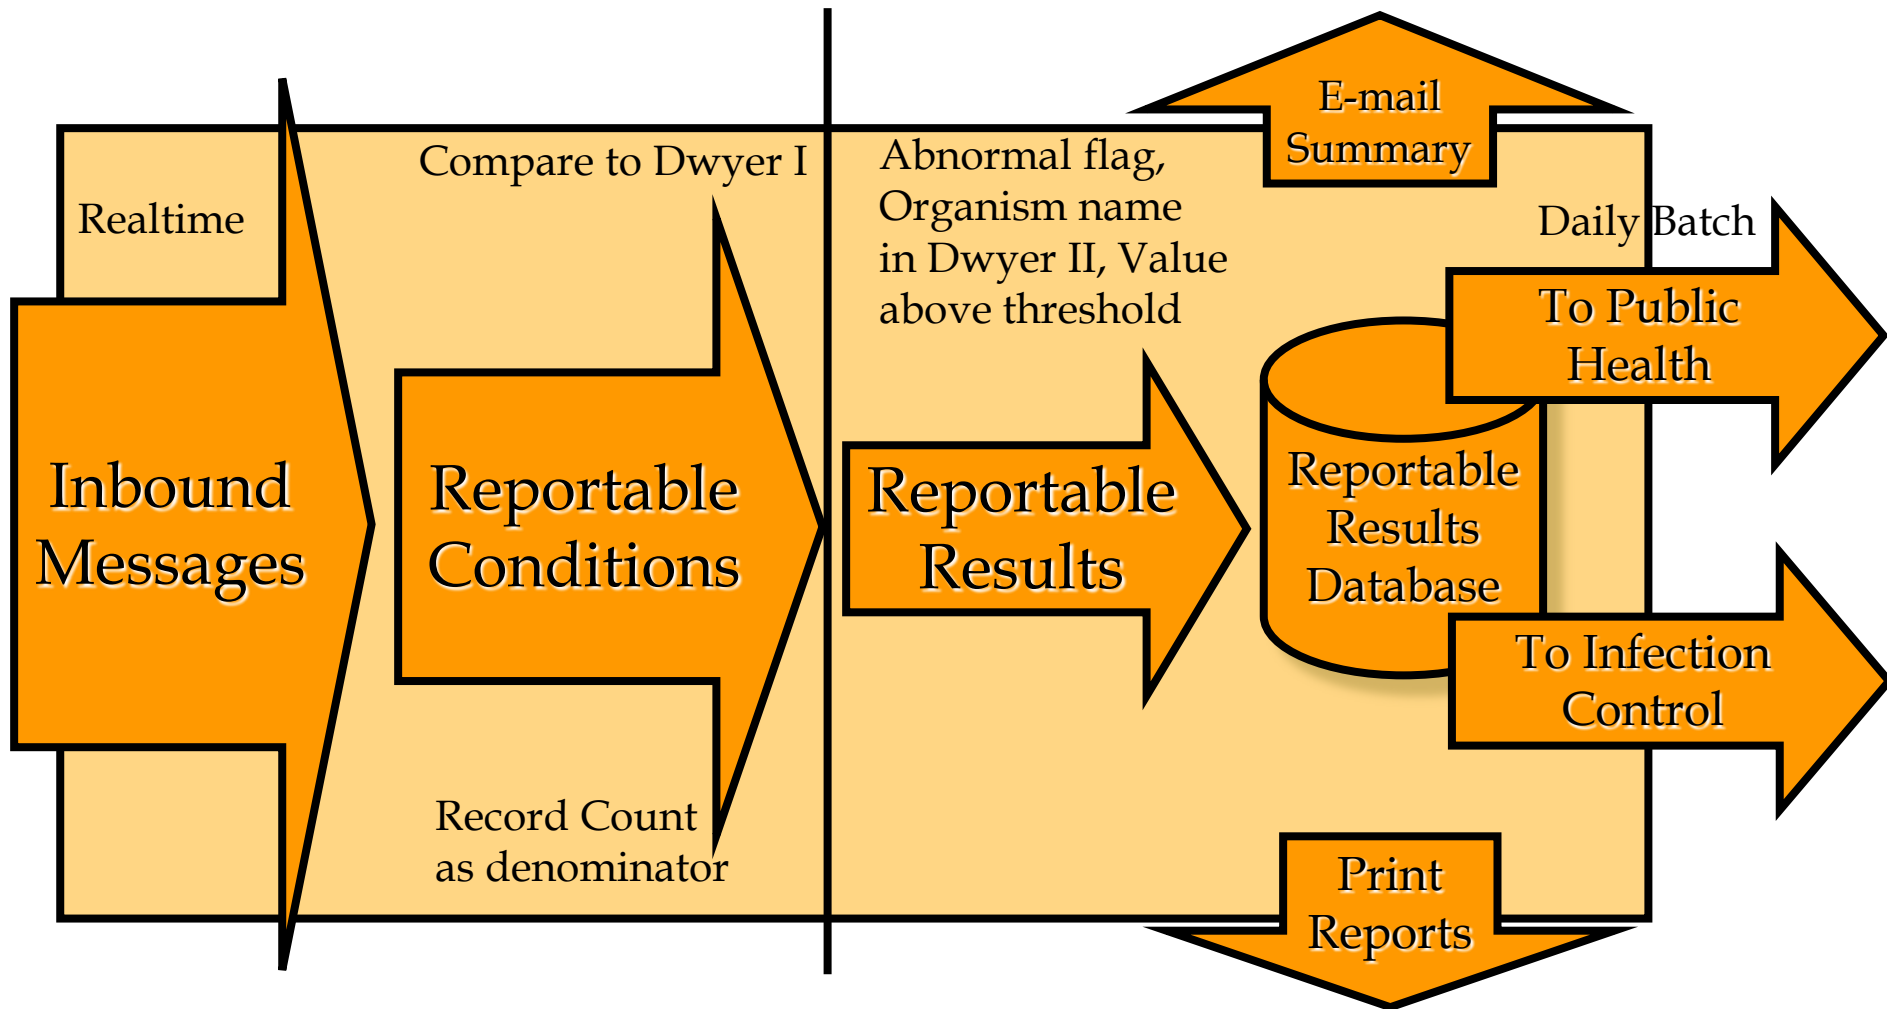 Realtime
Inbound
Messages
Compare to Dwyer I
Reportable
Conditions
Record Count
as denominator
Abnormal flag,
Organism name
in Dwyer II, Value
above threshold
Reportable
Results
E-mail
Summary
Reportable
Results
Database
Daily Batch
To Public
Health
To Infection
Control
Print
Reports